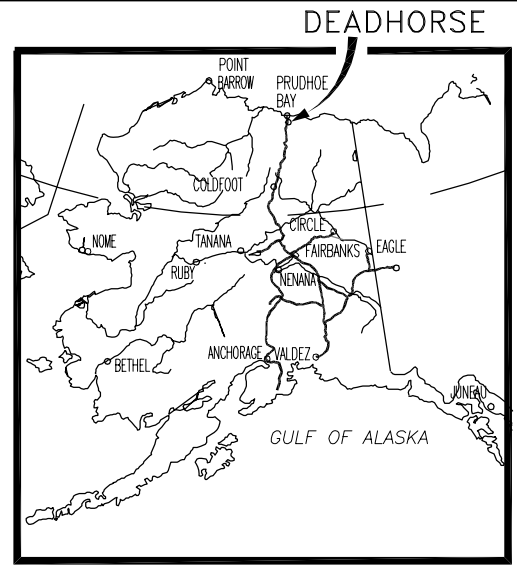 DEADHORSE
POINT
BARROW
PRUDHOE
BAY
COLDFOOT
CIRCLE
NOME
TANANA
FAIRBANKS
EAGLE
RUBY
NENANA
ANCHORAGE
VALDEZ
BETHEL
JUNEAU
GULF OF ALASKA